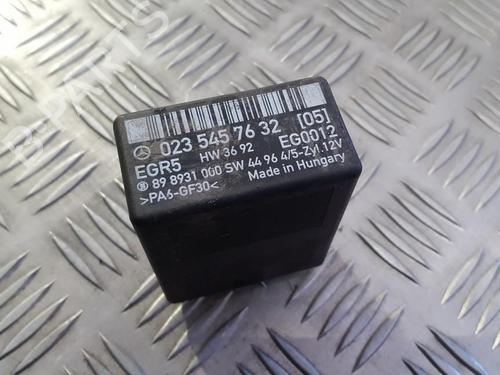 023 545 76 32 [05]
EGR5 HW 36 92 EG0012
89 8931 000 SW 44 96 4/5-Zyl.12V
>PA6-GF30< Made in Hungary